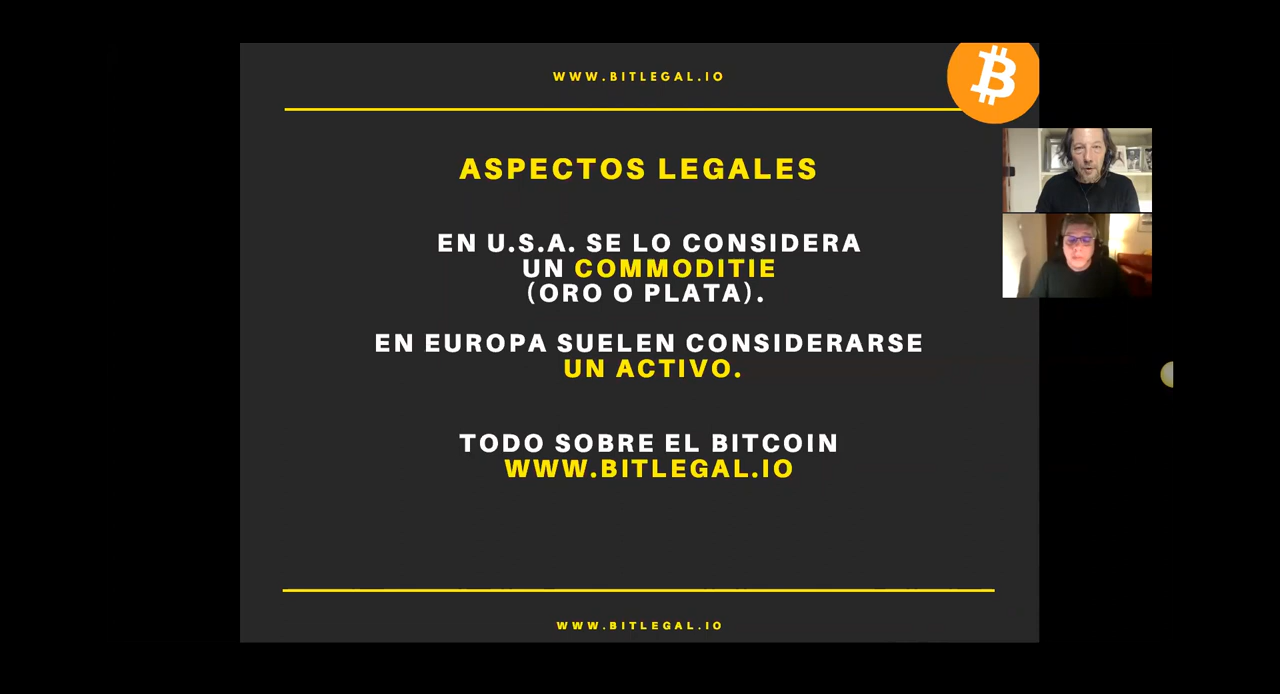 WWW.BITLEGAL.IO
ASPECTOS LEGALES
EN U.S.A. SE LO CONSIDERA
UN COMMODITIE
(ORO O PLATA).
EN EUROPA SUELEN CONSIDERARSE
UN ACTIVO.
TODO SOBRE EL BITCOIN
WWW.BITLEGAL.IO
WWW.BITLEGAL.IO